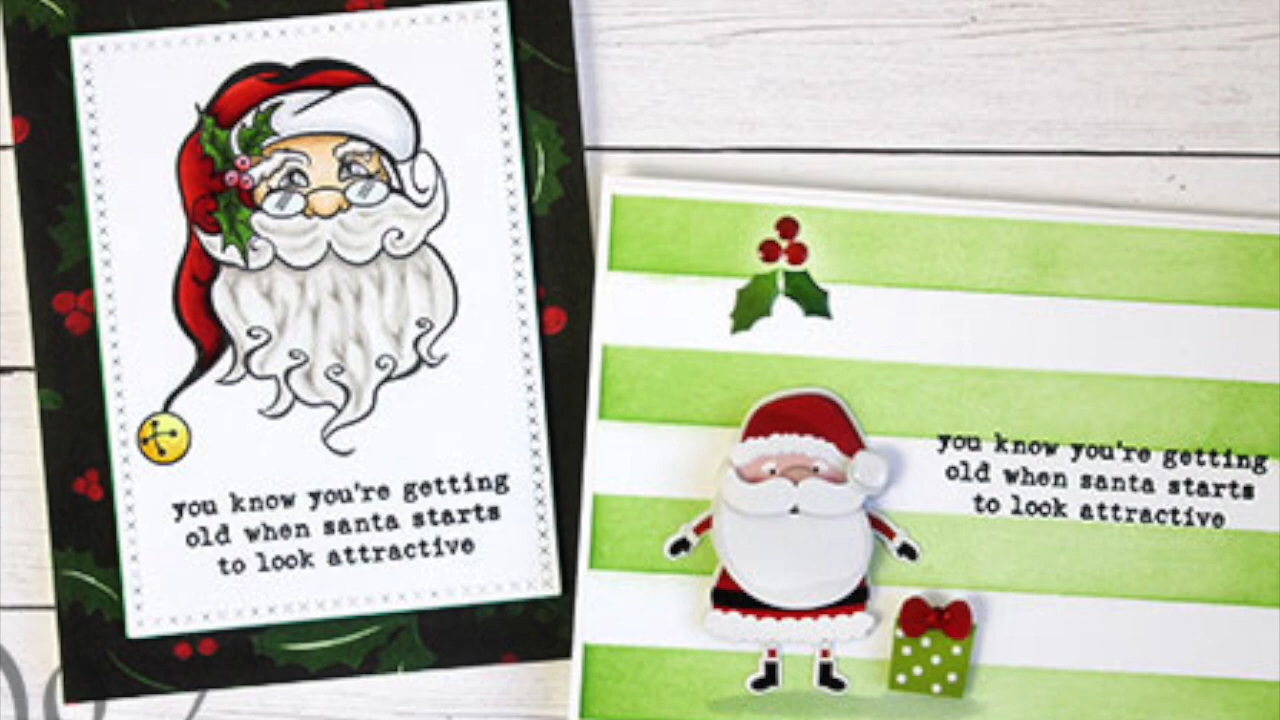 you know you're getting
old when santa starts
to look attractive
you know you're getting
old when santa starts
to look attractive